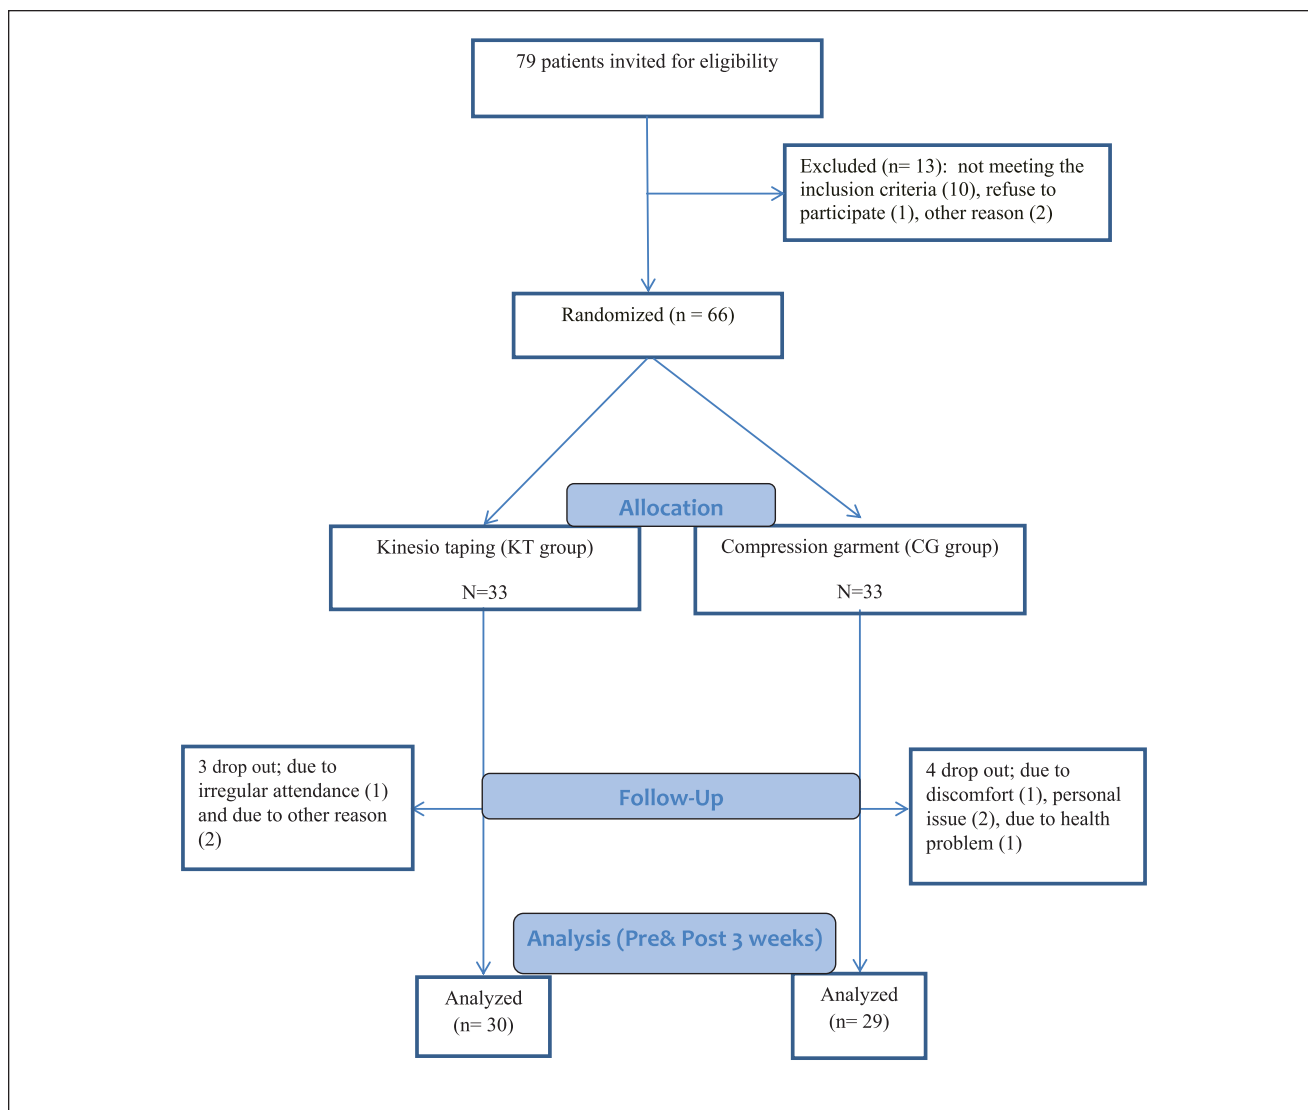 79 patients invited for eligibility
Excluded (n= 13): not meeting the
inclusion criteria (10), refuse to
participate (1), other reason (2)
Randomized (n = 66)
Allocation
Kinesio taping (KT group)
N=33
Compression garment (CG group)
N=33
3 drop out; due to
irregular attendance (1)
and due to other reason
(2)
Follow-Up
4 drop out; due to
discomfort (1), personal
issue (2), due to health
problem (1)
Analysis (Pre& Post 3 weeks)
Analyzed
(n= 30)
Analyzed
(n= 29)